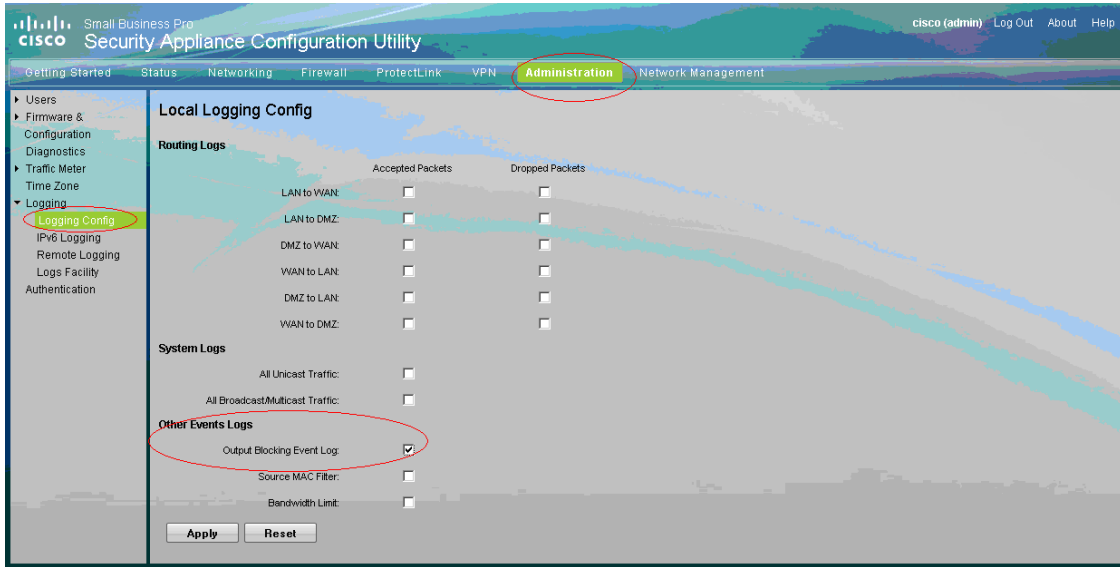 Small Business Pro
CISCO Security Appliance Configuration Utility
cisco (admin) Log Out About Help
Getting Started Status Networking Firewall ProtectLink VPN Administration Network Management
Users
Firmware &
Configuration
Diagnostics
Traffic Meter
Time Zone
Logging
Logging Config
IPv6 Logging
Remote Logging
Logs Facility
Authentication
Local Logging Config
Routing Logs
Accepted Packets Dropped Packets
LAN to WAN:
LAN to DMZ:
DMZ to WAN:
WAN to LAN:
DMZ to LAN:
WAN to DMZ:
System Logs
All Unicast Traffic:
All Broadcast/Multicast Traffic:
Other Events Logs
Output Blocking Event Log:
Source MAC Filter:
Bandwidth Limit:
Apply Reset